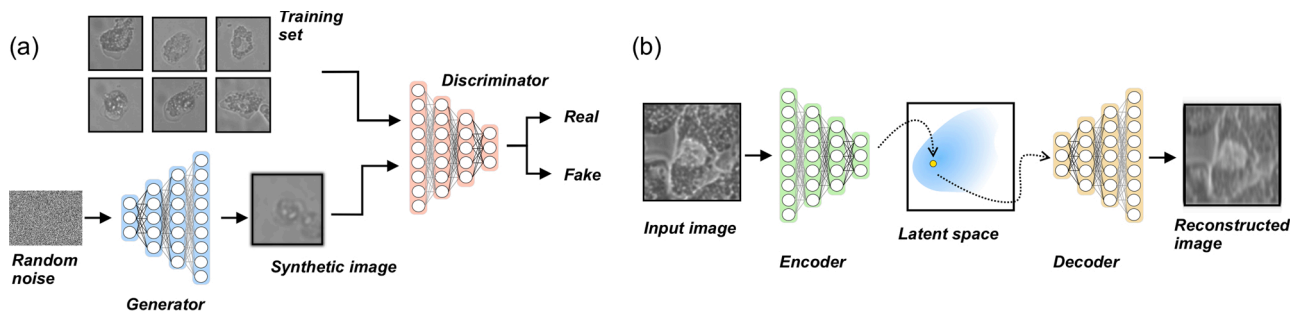 (a)
Training
set
Discriminator
Real
Fake
Random
noise
Generator
Synthetic image
(b)
Input image
Encoder
Latent space
Decoder
Reconstructed
image